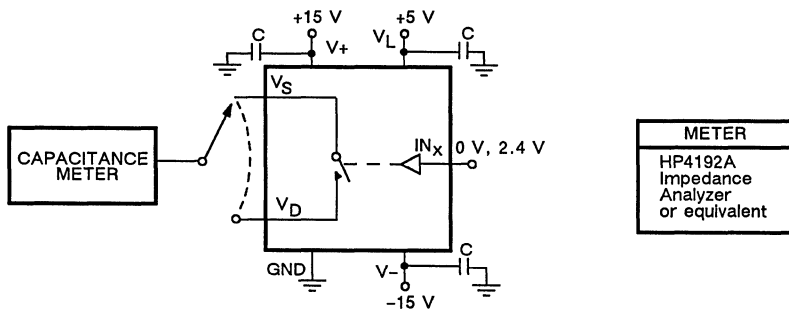 +15 V
+5 V
C
V+
VL
C
VS
CAPACITANCE
METER
INX
0 V, 2.4 V
VD
GND
V−
C
−15 V
METER
HP4192A
Impedance
Analyzer
or equivalent